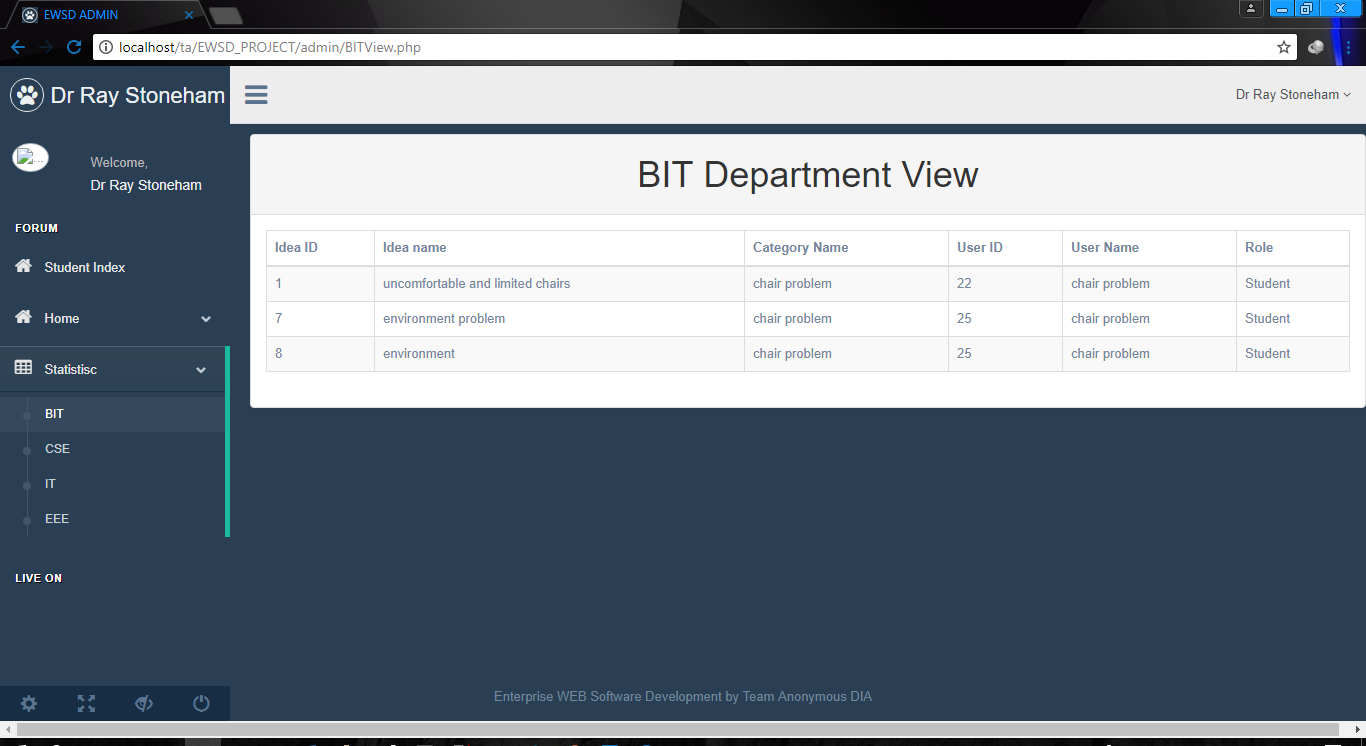 EWSD ADMIN
localhost/ta/EWSD_PROJECT/admin/BITView.php
Dr Ray Stoneham
Dr Ray Stoneham
Welcome,
Dr Ray Stoneham
FORUM
Student Index
Home
Statistisc
BIT
CSE
IT
EEE
LIVE ON
BIT Department View
Idea ID Idea name Category Name User ID User Name Role
1 uncomfortable and limited chairs chair problem 22 chair problem Student
7 environment problem chair problem 25 chair problem Student
8 environment chair problem 25 chair problem Student
Enterprise WEB Software Development by Team Anonymous DIA